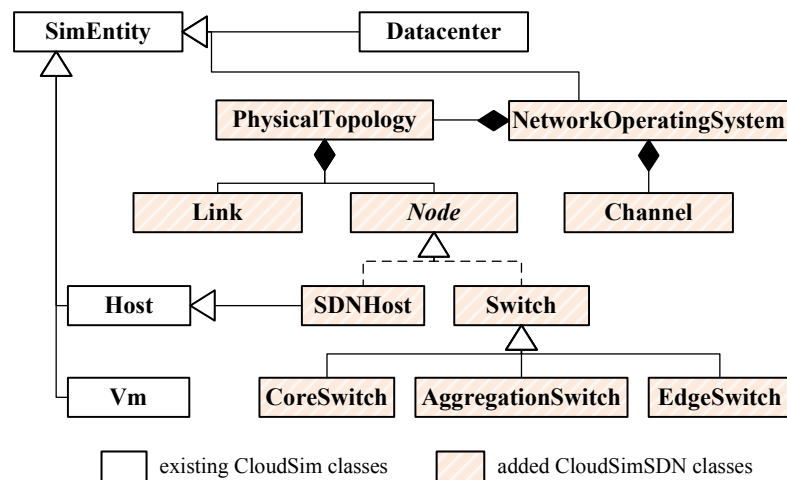 SimEntity
Datacenter
PhysicalTopology
NetworkOperatingSystem
Link
Node
Channel
Host
SDNHost
Switch
Vm
CoreSwitch
AggregationSwitch
EdgeSwitch
existing CloudSim classes
added CloudSimSDN classes